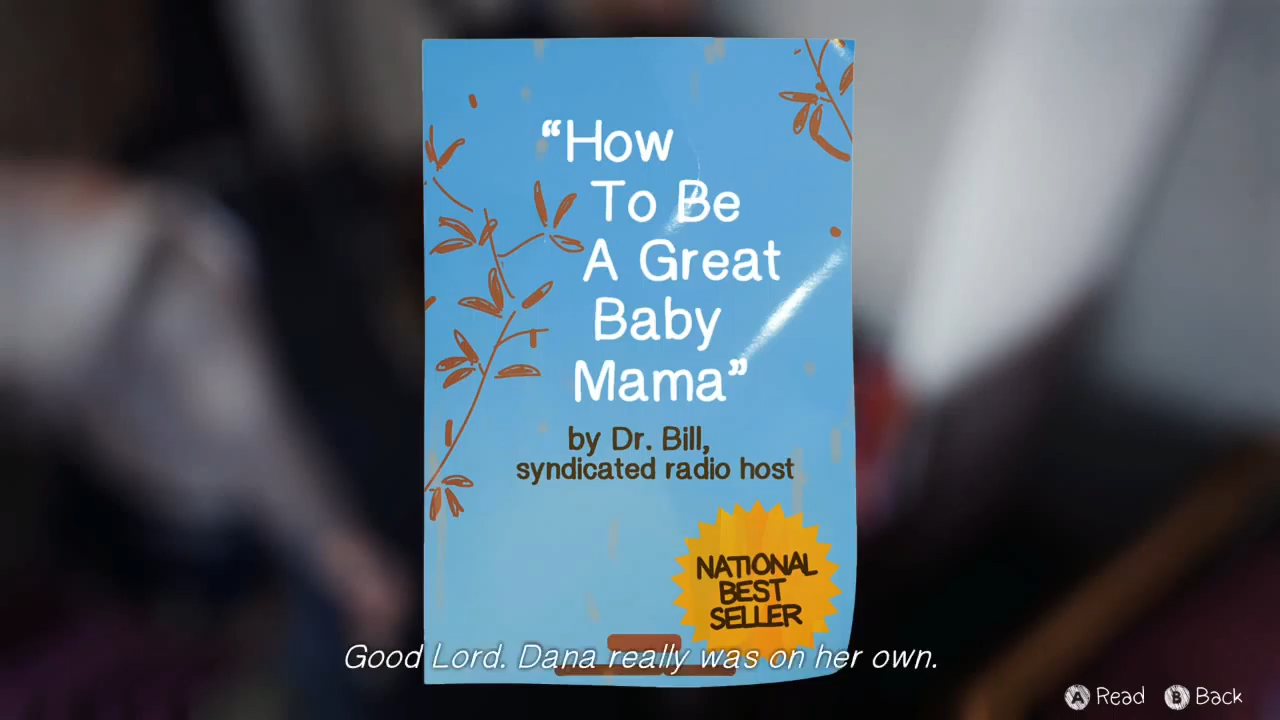 “How
To Be
A Great
Baby
Mama”
by Dr. Bill,
syndicated radio host
NATIONAL
BEST
SELLER
Good Lord. Dana really was on her own.
A Read B Back